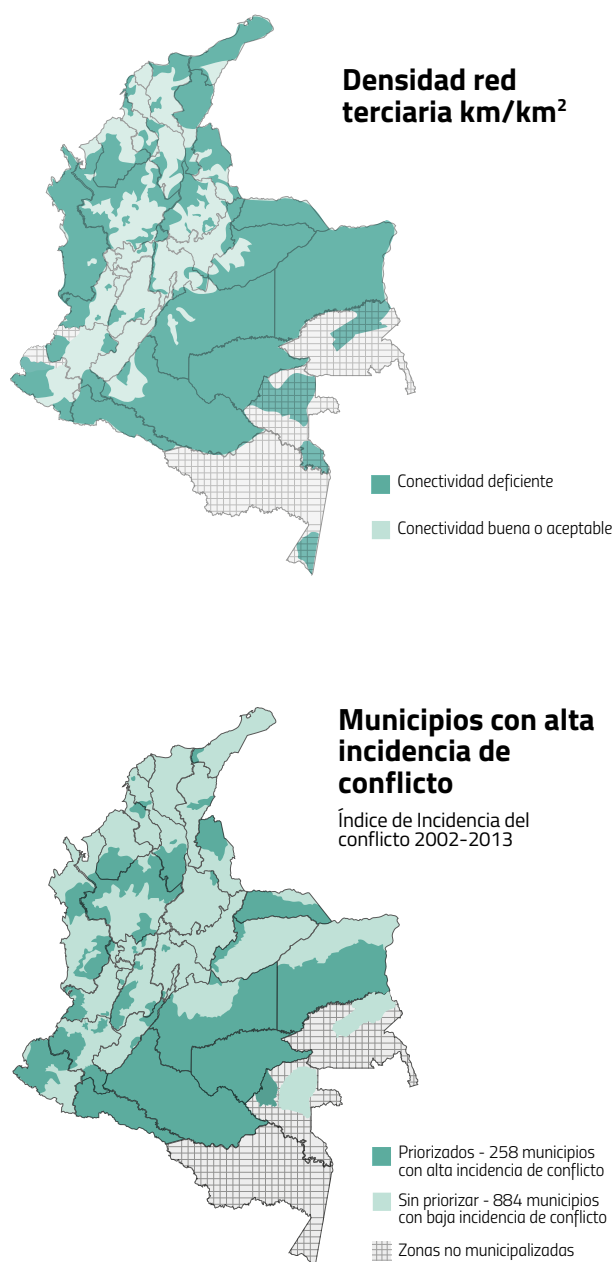 Densidad red
terciaria km/km²
Conectividad deficiente
Conectividad buena o aceptable
Municipios con alta
incidencia de
conflicto
Índice de Incidencia del
conflicto 2002-2013
Priorizados - 258 municipios
con alta incidencia de conflicto
Sin priorizar - 884 municipios
con baja incidencia de conflicto
Zonas no municipalizadas